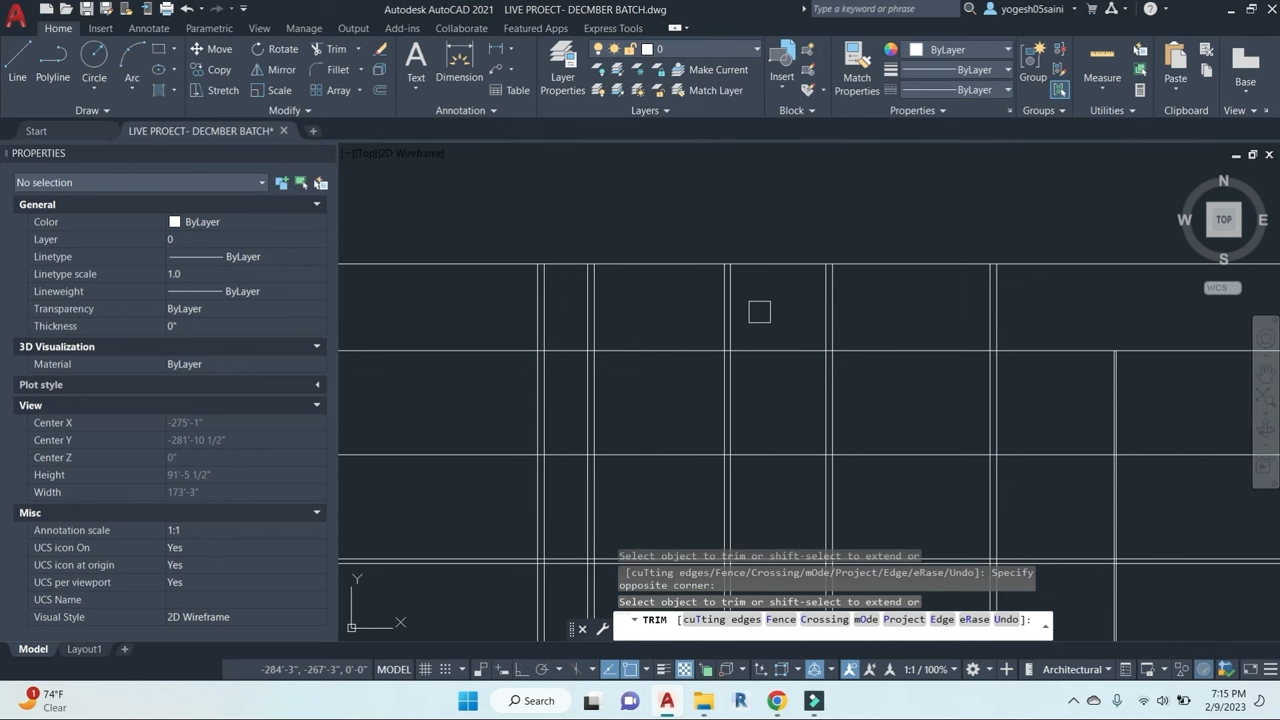 Autodesk AutoCAD 2021 LIVE PROECT- DECMBER BATCH.dwg
Type a keyword or phrase
yogesh05saini
Home Insert Annotate Parametric View Manage Output Add-ins Collaborate Featured Apps Express Tools
Line Polyline Circle Arc
Move Rotate Trim
Copy Mirror Fillet
Stretch Scale Array
Text Dimension Table
Layer Properties
0
Make Current
Match Layer
Insert
Match Properties
ByLayer
ByLayer
ByLayer
Group Measure Paste Base
Draw Modify Annotation Layers Block Properties Groups Utilities Clipboard View
Start LIVE PROECT- DECMBER BATCH*
PROPERTIES
[−][Top][2D Wireframe]
No selection
General
Color ByLayer
Layer 0
Linetype ByLayer
Linetype scale 1.0
Lineweight ByLayer
Transparency ByLayer
Thickness 0"
3D Visualization
Material ByLayer
Plot style
View
Center X -275'-1"
Center Y -281'-10 1/2"
Center Z 0"
Height 91'-5 1/2"
Width 173'-3"
Misc
Annotation scale 1:1
UCS icon On Yes
UCS icon at origin Yes
UCS per viewport Yes
UCS Name
Visual Style 2D Wireframe
N
W TOP E
S
WCS
Y
X
Select object to trim or shift-select to extend or
[cuTting edges/Fence/Crossing/mOde/Project/Edge/eRase/Undo]: Specify
opposite corner:
Select object to trim or shift-select to extend or
TRIM [cuTting edges Fence Crossing mOde Project Edge eRase Undo]:
Model Layout1
-284'-3", -267'-3", 0'-0" MODEL 1:1 / 100% Architectural
1
74°F
Clear
Search
7:15 PM
2/9/2023